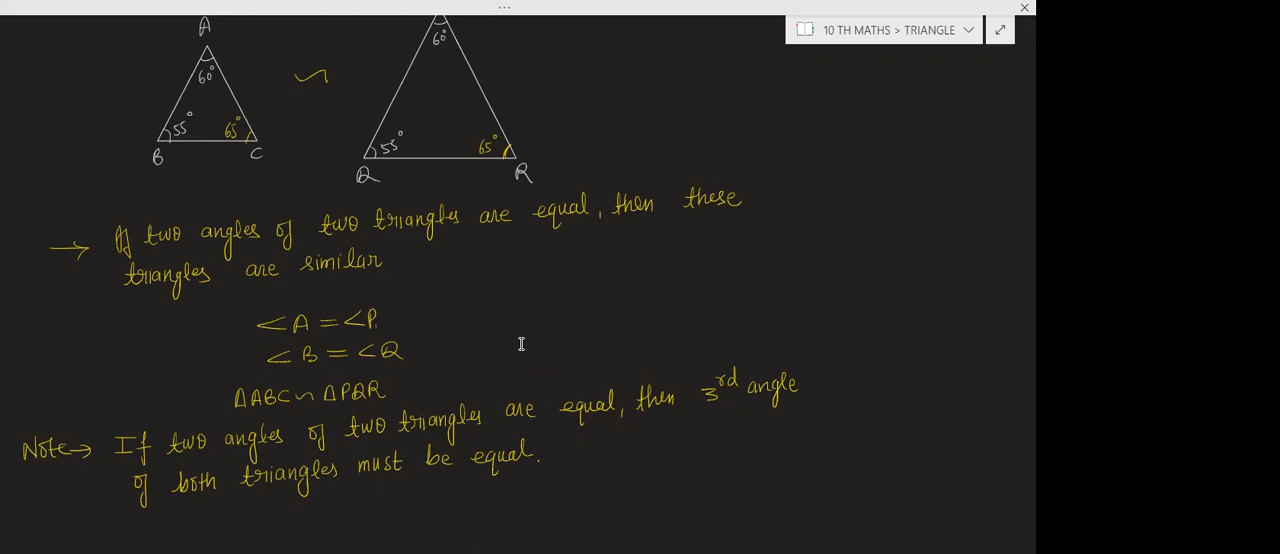 10 TH MATHS > TRIANGLE
A
60°
60°
55°
65°
B
C
55°
65°
Q
R
→ If two angles of two triangles are equal, then these
triangles are similar
<A = <P.
<B = <Q
ΔABC ∽ ΔPQR
Note → If two angles of two triangles are equal, then 3rd angle
of both triangles must be equal.